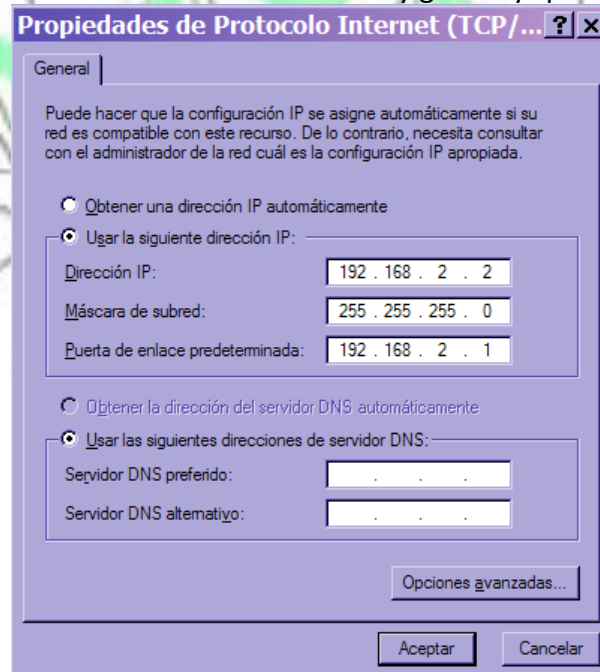 Propiedades de Protocolo Internet (TCP/... ? ×
General
Puede hacer que la configuración IP se asigne automáticamente si su
red es compatible con este recurso. De lo contrario, necesita consultar
con el administrador de la red cuál es la configuración IP apropiada.
Obtener una dirección IP automáticamente
Usar la siguiente dirección IP:
Dirección IP: 192 . 168 . 2 . 2
Máscara de subred: 255 . 255 . 255 . 0
Puerta de enlace predeterminada: 192 . 168 . 2 . 1
Obtener la dirección del servidor DNS automáticamente
Usar las siguientes direcciones de servidor DNS:
Servidor DNS preferido: . . .
Servidor DNS alternativo: . . .
Opciones avanzadas...
Aceptar Cancelar